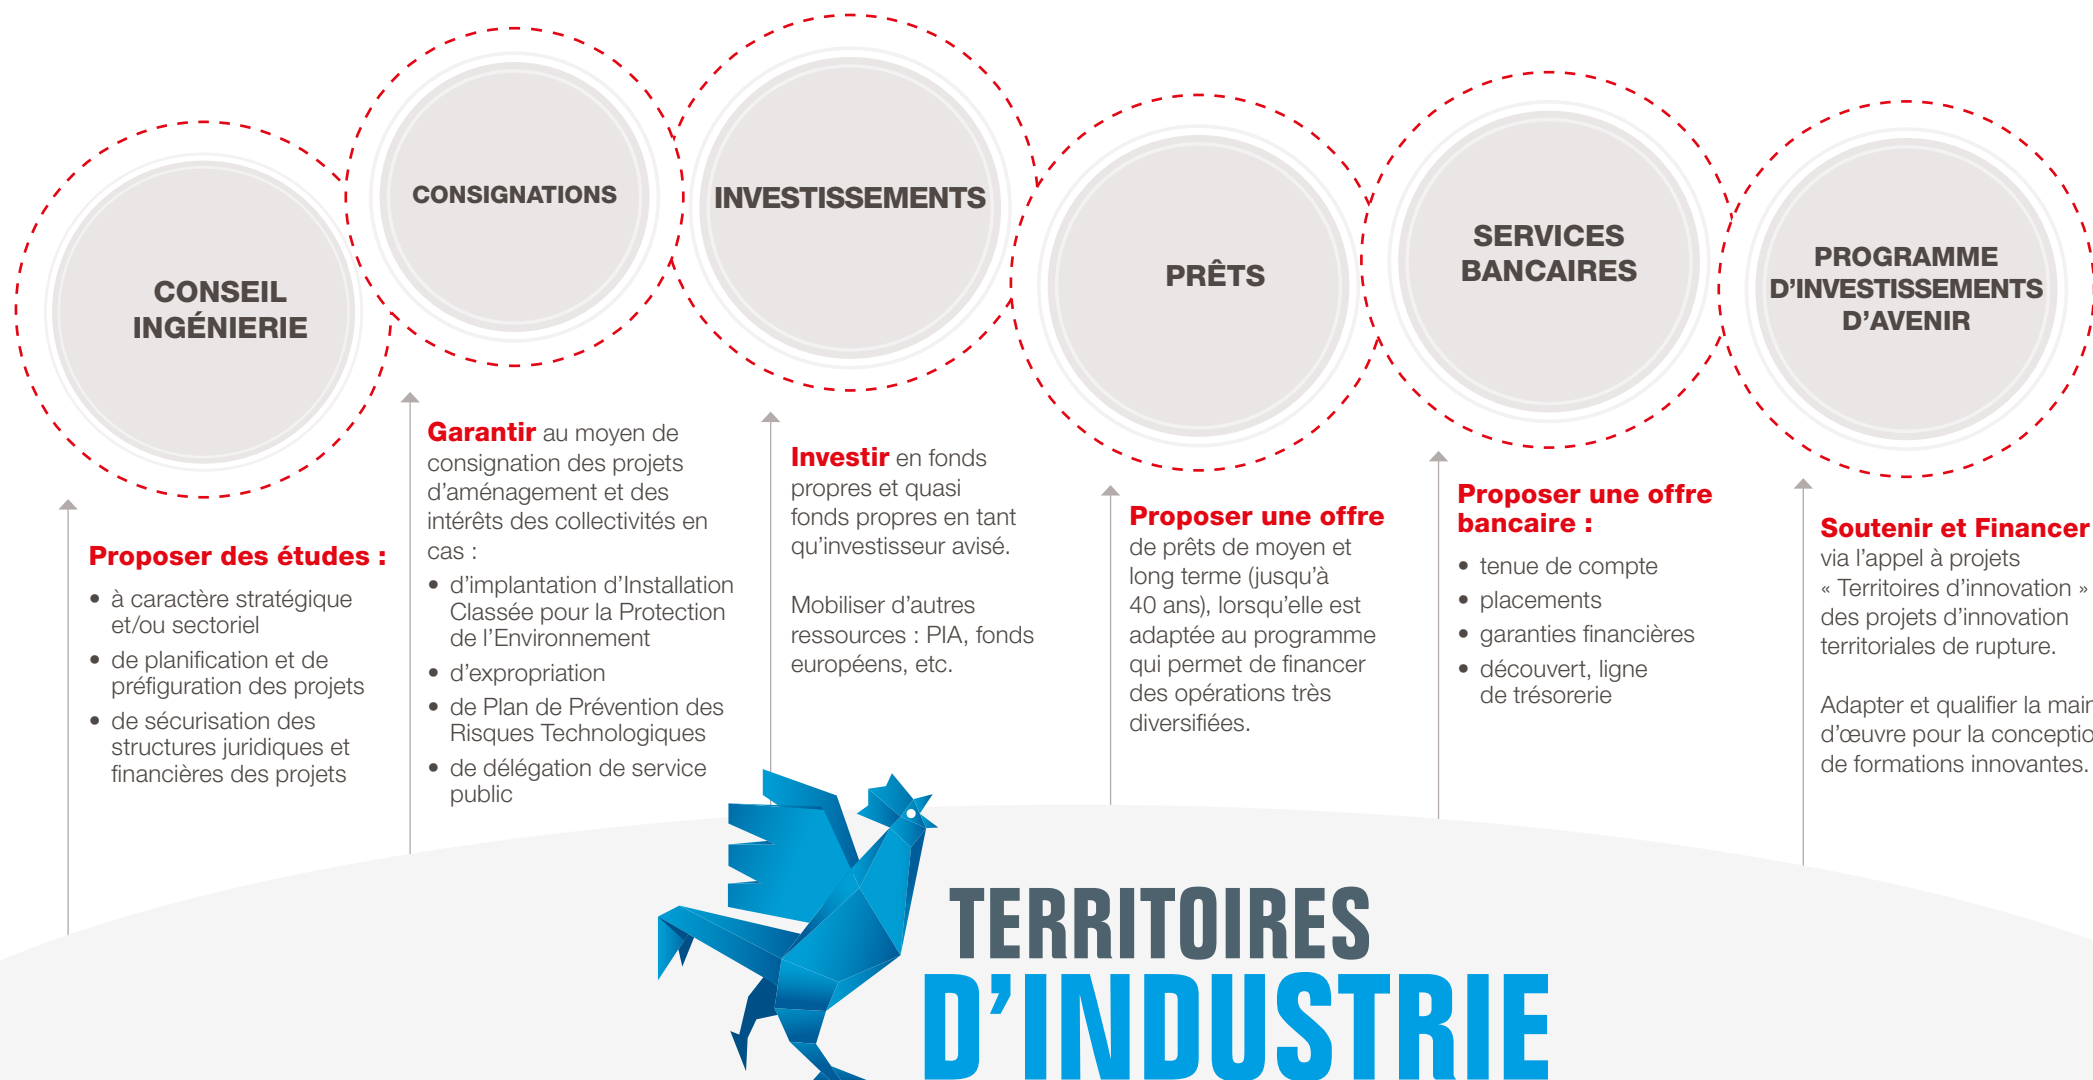 CONSEIL
INGÉNIERIE
CONSIGNATIONS
INVESTISSEMENTS
PRÊTS
SERVICES
BANCAIRES
PROGRAMME
D’INVESTISSEMENTS
D’AVENIR
Proposer des études :
• à caractère stratégique
et/ou sectoriel
• de planification et de
préfiguration des projets
• de sécurisation des
structures juridiques et
financières des projets
Garantir au moyen de
consignation des projets
d’aménagement et des
intérêts des collectivités en
cas :
• d’implantation d’Installation
Classée pour la Protection
de l’Environnement
• d’expropriation
• de Plan de Prévention des
Risques Technologiques
• de délégation de service
public
Investir en fonds
propres et quasi
fonds propres en tant
qu’investisseur avisé.
Mobiliser d’autres
ressources : PIA, fonds
européens, etc.
Proposer une offre
de prêts de moyen et
long terme (jusqu’à
40 ans), lorsqu’elle est
adaptée au programme
qui permet de financer
des opérations très
diversifiées.
Proposer une offre
bancaire :
• tenue de compte
• placements
• garanties financières
• découvert, ligne
de trésorerie
Soutenir et Financer
via l’appel à projets
« Territoires d’innovation »
des projets d’innovation
territoriales de rupture.
Adapter et qualifier la main
d’œuvre pour la conceptio
de formations innovantes.
TERRITOIRES
D’INDUSTRIE